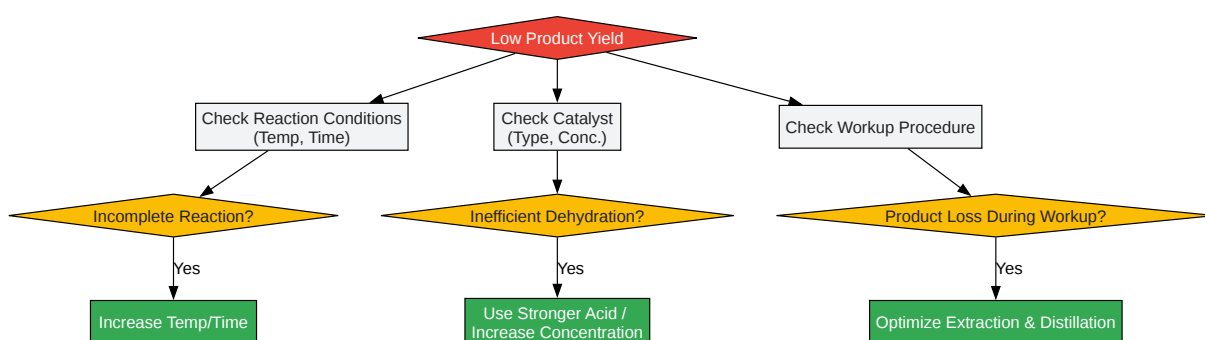 Low Product Yield
Check Reaction Conditions
(Temp, Time)
Check Catalyst
(Type, Conc.)
Check Workup Procedure
Incomplete Reaction?
Inefficient Dehydration?
Product Loss During Workup?
Yes
Yes
Yes
Increase Temp/Time
Use Stronger Acid /
Increase Concentration
Optimize Extraction & Distillation